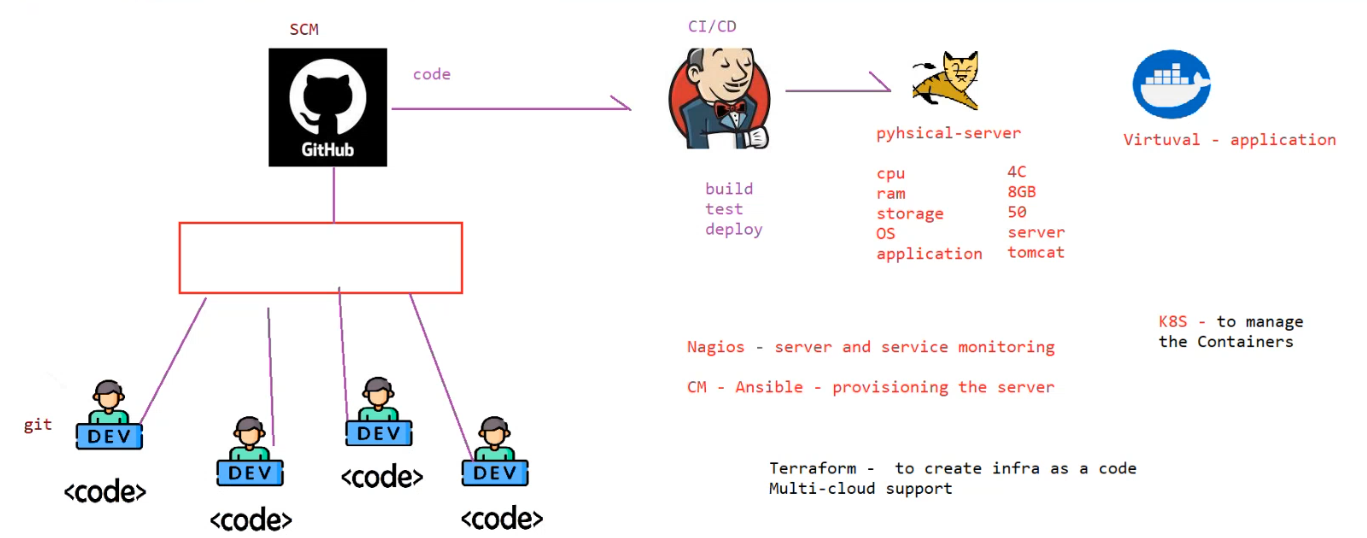 SCM
CI/CD
code
GitHub
pyhsical-server
Virtuval - application
cpu 4C
ram 8GB
storage 50
OS server
application tomcat
build
test
deploy
K8S - to manage
the Containers
Nagios - server and service monitoring
CM - Ansible - provisioning the server
git
DEV
DEV
DEV
DEV
<code>
<code>
<code>
<code>
Terraform - to create infra as a code
Multi-cloud support